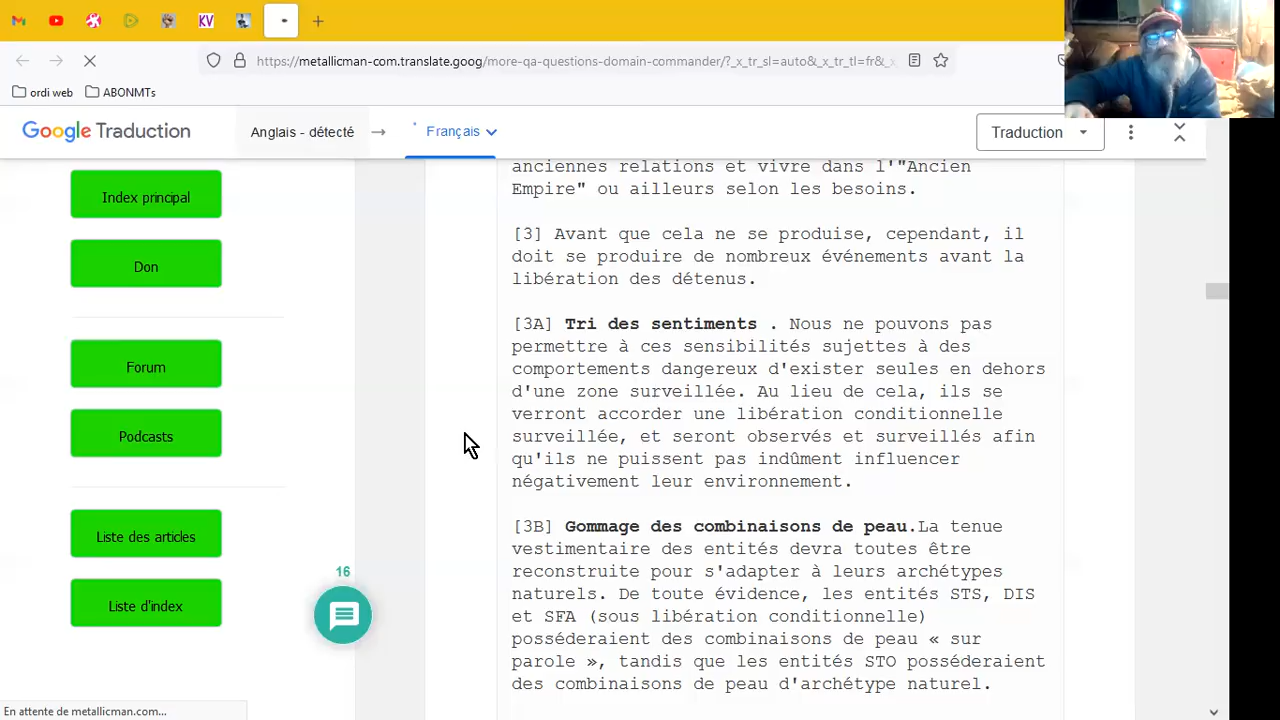 KV
https://metallicman-com.translate.goog/more-qa-questions-domain-commander/?_x_tr_sl=auto&_x_tr_tl=fr&_x
ordi web
ABONMTs
Google Traduction
Anglais - détecté
Français
Traduction
Index principal
Don
Forum
Podcasts
Liste des articles
Liste d'index
16
anciennes relations et vivre dans l'"Ancien
Empire" ou ailleurs selon les besoins.
[3] Avant que cela ne se produise, cependant, il
doit se produire de nombreux événements avant la
libération des détenus.
[3A] Tri des sentiments . Nous ne pouvons pas
permettre à ces sensibilités sujettes à des
comportements dangereux d'exister seules en dehors
d'une zone surveillée. Au lieu de cela, ils se
verront accorder une libération conditionnelle
surveillée, et seront observés et surveillés afin
qu'ils ne puissent pas indûment influencer
négativement leur environnement.
[3B] Gommage des combinaisons de peau.La tenue
vestimentaire des entités devra toutes être
reconstruite pour s'adapter à leurs archétypes
naturels. De toute évidence, les entités STS, DIS
et SFA (sous libération conditionnelle)
posséderaient des combinaisons de peau « sur
parole », tandis que les entités STO posséderaient
des combinaisons de peau d'archétype naturel.
En attente de metallicman.com...